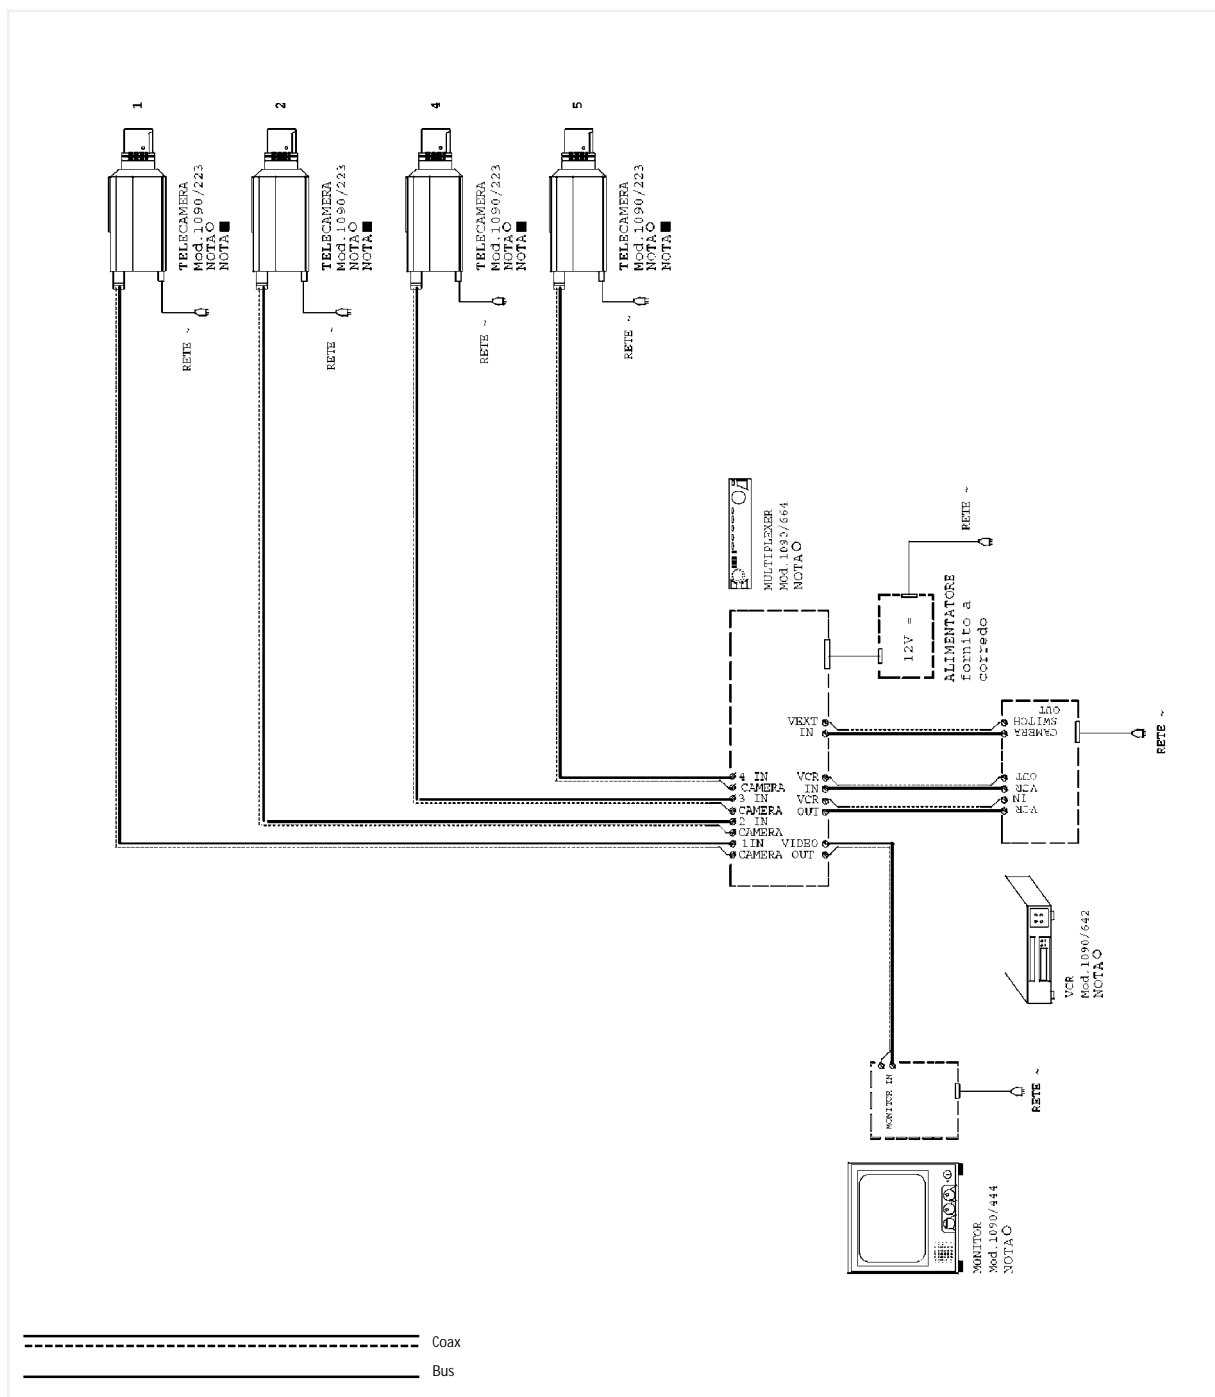 1
2
4
5
TELECAMERA
Mod.1090/223
NOTA
NOTA
RETE ~
TELECAMERA
Mod.1090/223
NOTA
NOTA
RETE ~
TELECAMERA
Mod.1090/223
NOTA
NOTA
RETE ~
TELECAMERA
Mod.1090/223
NOTA
NOTA
RETE ~
MULTIPLEXER
Mod.1090/664
NOTA
RETE ~
12V =
ALIMENTATORE
fornito a
corredo
VEXT
IN
4 IN
CAMERA
3 IN
CAMERA
2 IN
CAMERA
1IN
CAMERA
VCR
IN
VCR
OUT
VIDEO
OUT
OUT
SWITCH
CAMERA
OUT
VCR
IN
VCR
RETE ~
VCR
Mod.1090/642
NOTA
MONITOR IN
RETE ~
MONITOR
Mod.1090/444
NOTA
Coax
Bus